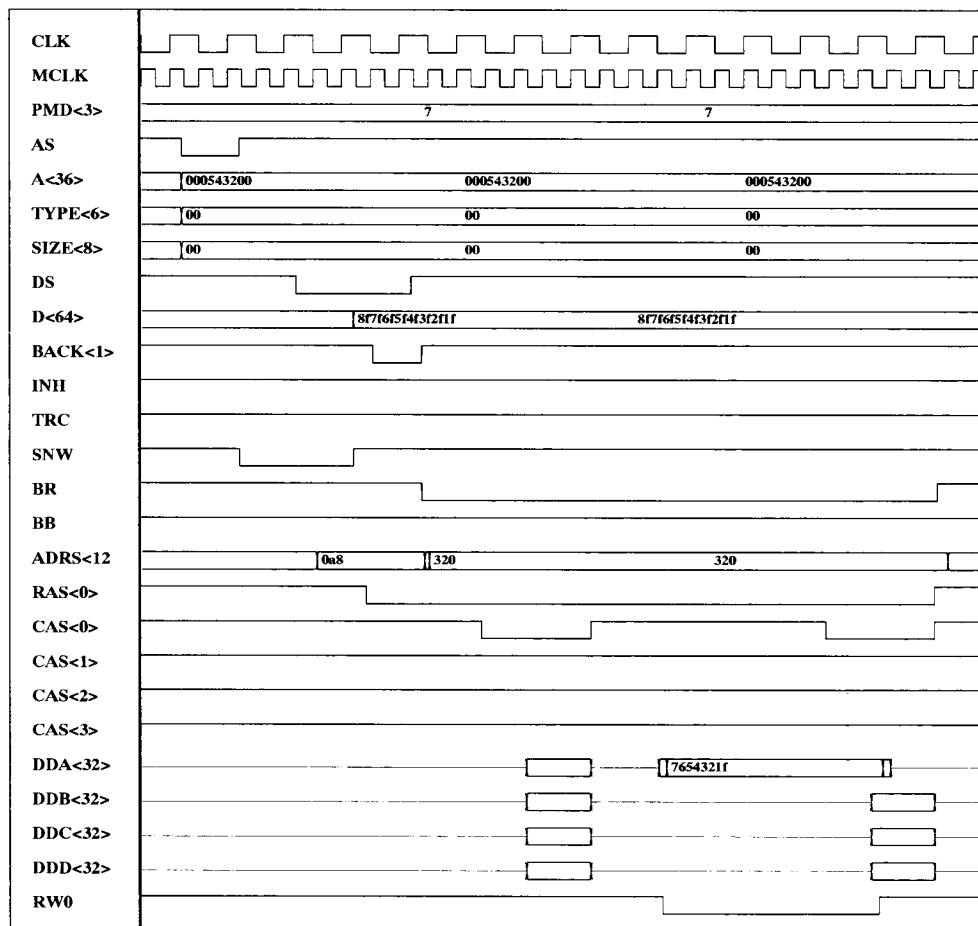 CLK
MCLK
PMD<3> 7 7
AS
A<36> 000543200 000543200 000543200
TYPE<6> 00 00 00
SIZE<8> 00 00 00
DS
D<64> 8f7f6f5f4f3f2f1f 8f7f6f5f4f3f2f1f
BACK<1>
INH
TRC
SNW
BR
BB
ADRS<12 0a8 320 320
RAS<0>
CAS<0>
CAS<1>
CAS<2>
CAS<3>
DDA<32> 7654321f
DDB<32>
DDC<32>
DDD<32>
RW0